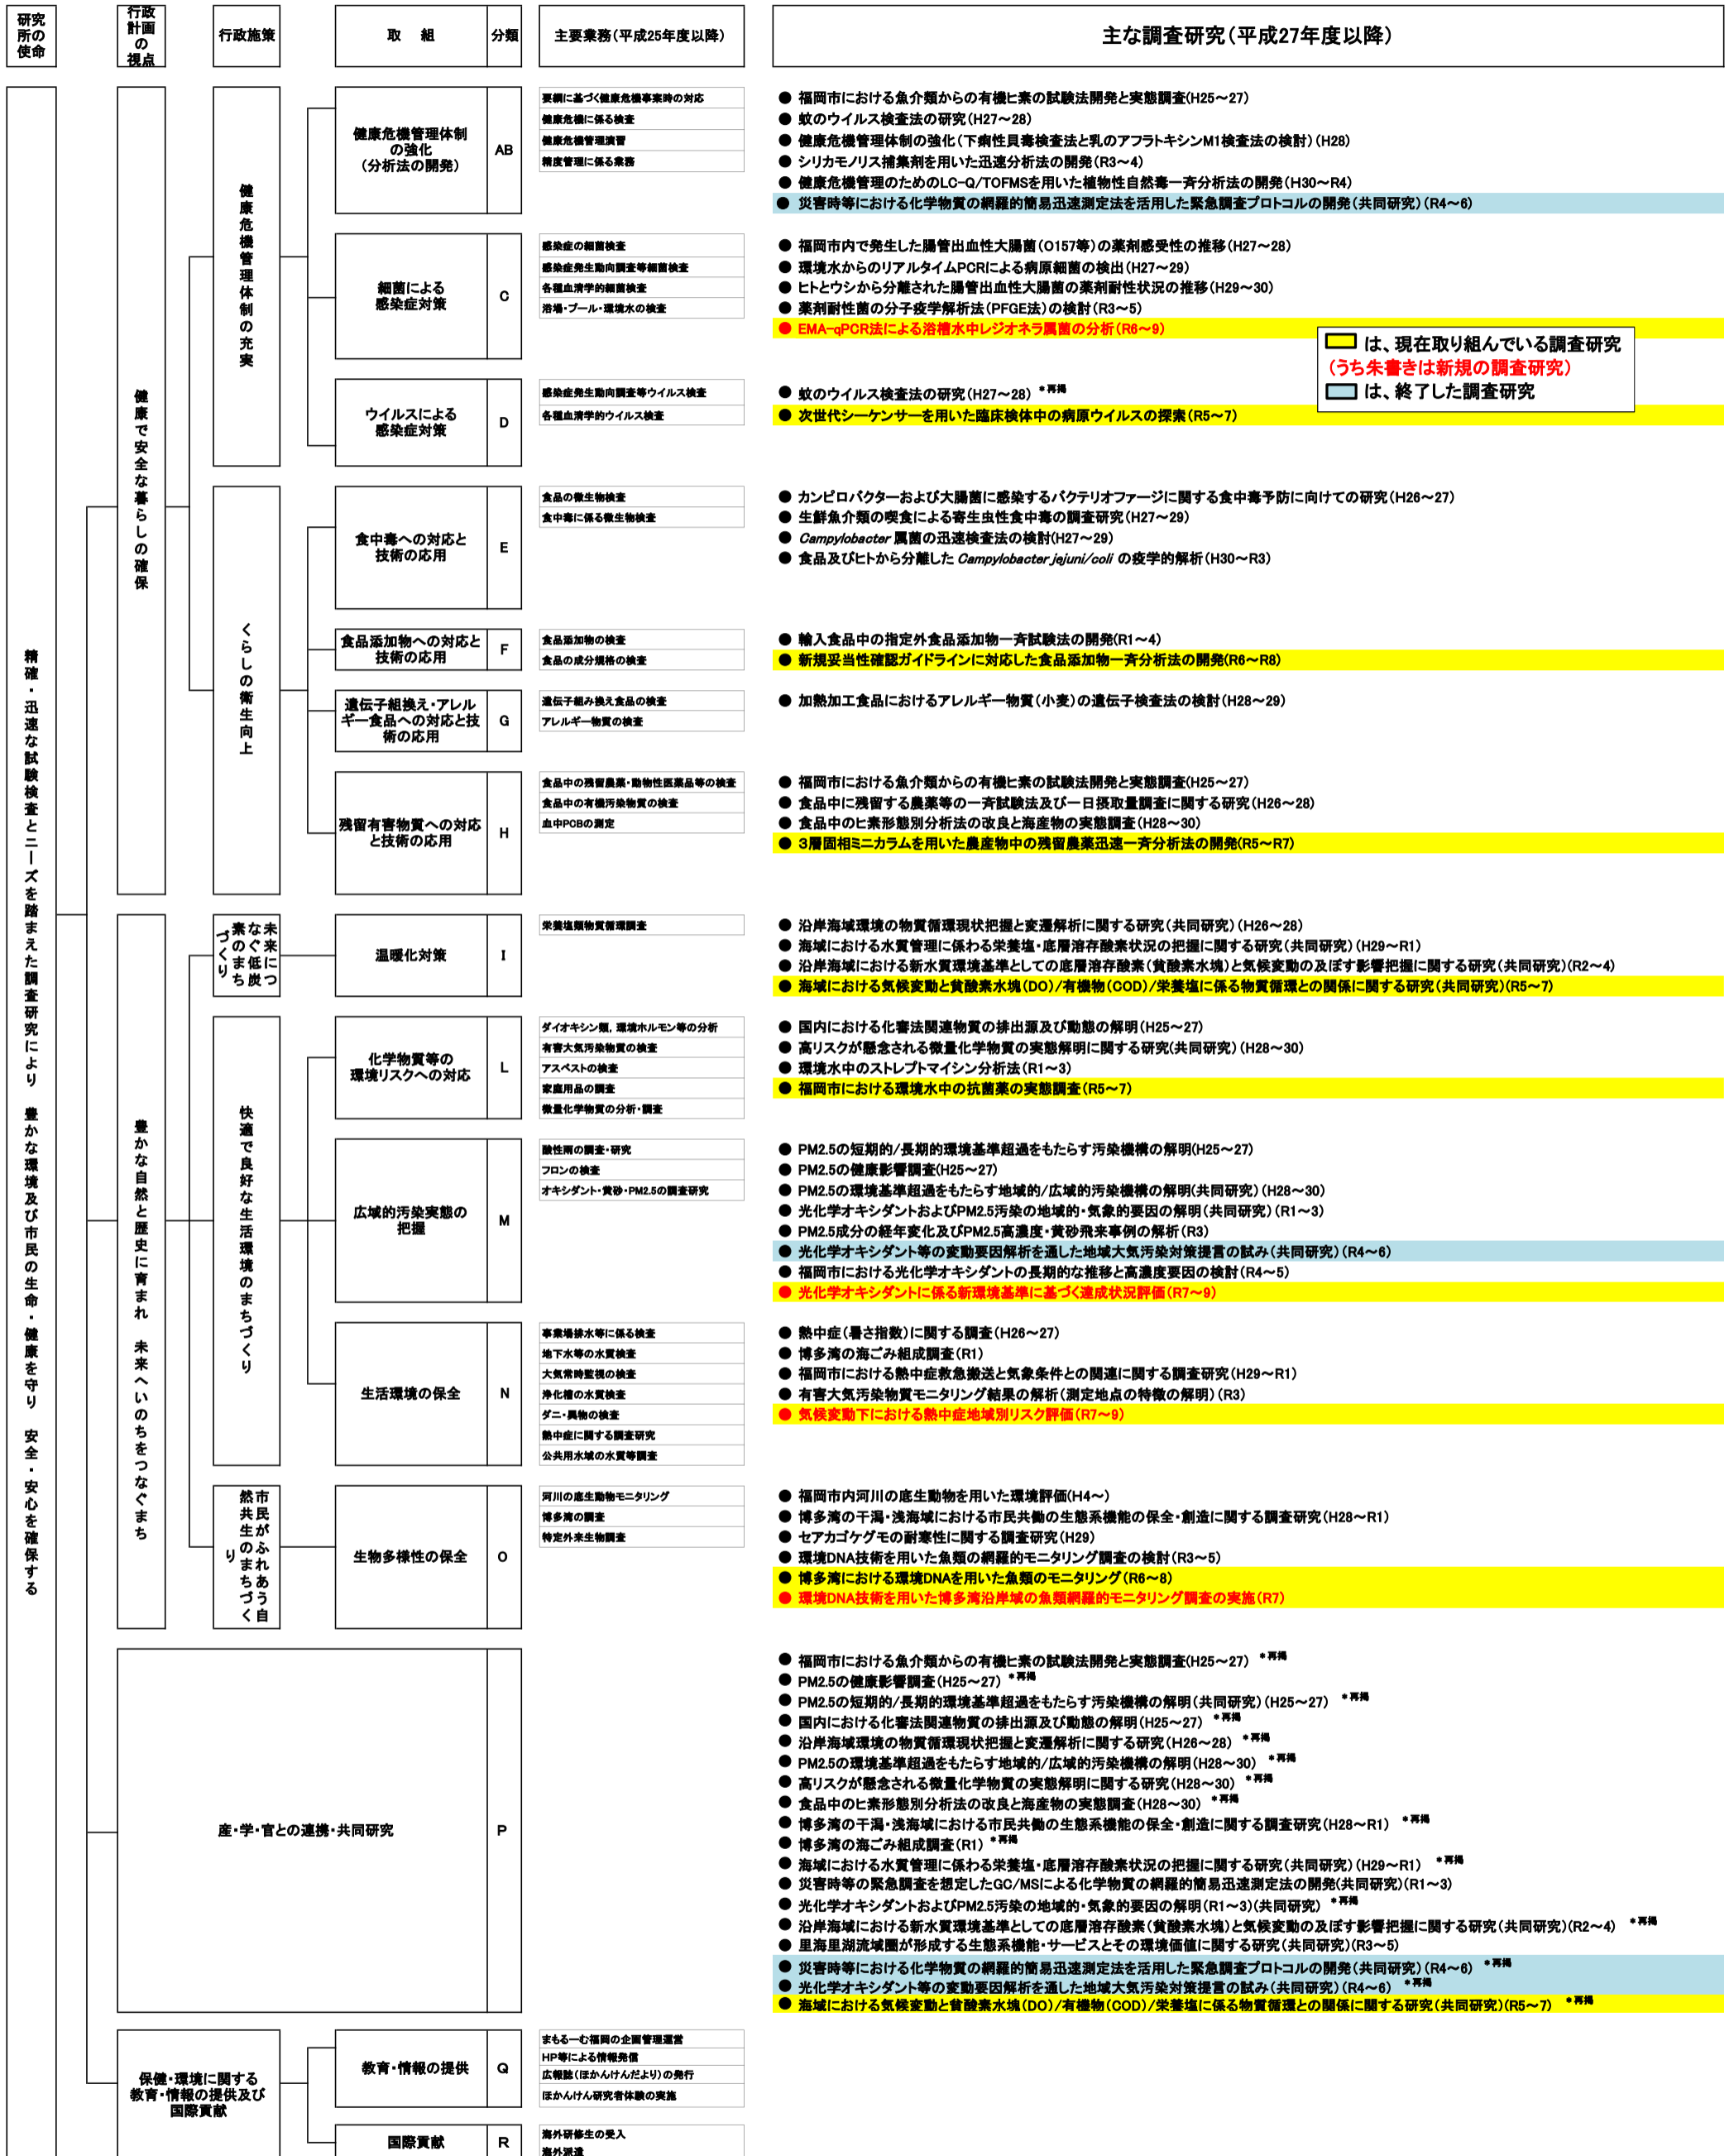 研究
所の
使命
行政
計画
の
視点
行政施策
取　組
分類
主要業務(平成25年度以降)
主な調査研究(平成27年度以降)
精確・迅速な試験検査とニーズを踏まえた調査研究により　豊かな環境及び市民の生命・健康を守り　安全・安心を確保する
健康で安全な暮らしの確保
健康危機管理体制の充実
健康危機管理体制
の強化
(分析法の開発)
AB
要綱に基づく健康危機事案時の対応
健康危機に係る検査
健康危機管理演習
精度管理に係る業務
● 福岡市における魚介類からの有機ヒ素の試験法開発と実態調査(H25～27)
● 蚊のウイルス検査法の研究(H27～28)
● 健康危機管理体制の強化(下痢性貝毒検査法と乳のアフラトキシンM1検査法の検討)(H28)
● シリカモノリス捕集剤を用いた迅速分析法の開発(R3～4)
● 健康危機管理のためのLC-Q/TOFMSを用いた植物性自然毒一斉分析法の開発(H30～R4)
● 災害時等における化学物質の網羅的簡易迅速測定法を活用した緊急調査プロトコルの開発(共同研究)(R4～6)
細菌による
感染症対策
C
感染症の細菌検査
感染症発生動向調査等細菌検査
各種血清学的細菌検査
浴場・プール・環境水の検査
● 福岡市内で発生した腸管出血性大腸菌(O157等)の薬剤感受性の推移(H27～28)
● 環境水からのリアルタイムPCRによる病原細菌の検出(H27～29)
● ヒトとウシから分離された腸管出血性大腸菌の薬剤耐性状況の推移(H29～30)
● 薬剤耐性菌の分子疫学解析法(PFGE法)の検討(R3～5)
● EMA-qPCR法による浴槽水中レジオネラ属菌の分析(R6～9)
は、現在取り組んでいる調査研究
(うち朱書きは新規の調査研究)
は、終了した調査研究
ウイルスによる
感染症対策
D
感染症発生動向調査等ウイルス検査
各種血清学的ウイルス検査
● 蚊のウイルス検査法の研究(H27～28) *再掲
● 次世代シーケンサーを用いた臨床検体中の病原ウイルスの探索(R5～7)
くらしの衛生向上
食中毒への対応と
技術の応用
E
食品の微生物検査
食中毒に係る微生物検査
● カンピロバクターおよび大腸菌に感染するバクテリオファージに関する食中毒予防に向けての研究(H26～27)
● 生鮮魚介類の喫食による寄生虫性食中毒の調査研究(H27～29)
● Campylobacter 属菌の迅速検査法の検討(H27～29)
● 食品及びヒトから分離した Campylobacter jejuni/coli の疫学的解析(H30～R3)
食品添加物への対応と
技術の応用
F
食品添加物の検査
食品の成分規格の検査
● 輸入食品中の指定外食品添加物一斉試験法の開発(R1～4)
● 新規妥当性確認ガイドラインに対応した食品添加物一斉分析法の開発(R6～R8)
遺伝子組換え・アレル
ギー食品への対応と技
術の応用
G
遺伝子組み換え食品の検査
アレルギー物質の検査
● 加熱加工食品におけるアレルギー物質(小麦)の遺伝子検査法の検討(H28～29)
残留有害物質への対応
と技術の応用
H
食品中の残留農薬・動物性医薬品等の検査
食品中の有機汚染物質の検査
血中PCBの測定
● 福岡市における魚介類からの有機ヒ素の試験法開発と実態調査(H25～27)
● 食品中に残留する農薬等の一斉試験法及び一日摂取量調査に関する研究(H26～28)
● 食品中のヒ素形態別分析法の改良と海産物の実態調査(H28～30)
● 3層固相ミニカラムを用いた農産物中の残留農薬迅速一斉分析法の開発(R5～R7)
豊かな自然と歴史に育まれ　未来へいのちをつなぐまち
未来につ
なぐ低炭
素のまち
づくり
温暖化対策
I
栄養塩類物質循環調査
● 沿岸海域環境の物質循環現状把握と変遷解析に関する研究(共同研究)(H26～28)
● 海域における水質管理に係わる栄養塩・底層溶存酸素状況の把握に関する研究(共同研究)(H29～R1)
● 沿岸海域における新水質環境基準としての底層溶存酸素(貧酸素水塊)と気候変動の及ぼす影響把握に関する研究(共同研究)(R2～4)
● 海域における気候変動と貧酸素水塊(DO)/有機物(COD)/栄養塩に係る物質循環との関係に関する研究(共同研究)(R5～7)
快適で良好な生活環境のまちづくり
化学物質等の
環境リスクへの対応
L
ダイオキシン類，環境ホルモン等の分析
有害大気汚染物質の検査
アスベストの検査
家庭用品の調査
微量化学物質の分析・調査
● 国内における化審法関連物質の排出源及び動態の解明(H25～27)
● 高リスクが懸念される微量化学物質の実態解明に関する研究(共同研究)(H28～30)
● 環境水中のストレプトマイシン分析法(R1～3)
● 福岡市における環境水中の抗菌薬の実態調査(R5～7)
広域的汚染実態の
把握
M
酸性雨の調査・研究
フロンの検査
オキシダント・黄砂・PM2.5の調査研究
● PM2.5の短期的/長期的環境基準超過をもたらす汚染機構の解明(H25～27)
● PM2.5の健康影響調査(H25～27)
● PM2.5の環境基準超過をもたらす地域的/広域的汚染機構の解明(共同研究)(H28～30)
● 光化学オキシダントおよびPM2.5汚染の地域的・気象的要因の解明(共同研究)(R1～3)
● PM2.5成分の経年変化及びPM2.5高濃度・黄砂飛来事例の解析(R3)
● 光化学オキシダント等の変動要因解析を通した地域大気汚染対策提言の試み(共同研究)(R4～6)
● 福岡市における光化学オキシダントの長期的な推移と高濃度要因の検討(R4～5)
● 光化学オキシダントに係る新環境基準に基づく達成状況評価(R7～9)
生活環境の保全
N
事業場排水等に係る検査
地下水等の水質検査
大気常時監視の検査
浄化槽の水質検査
ダニ・異物の検査
熱中症に関する調査研究
公共用水域の水質等調査
● 熱中症(暑さ指数)に関する調査(H26～27)
● 博多湾の海ごみ組成調査(R1)
● 福岡市における熱中症救急搬送と気象条件との関連に関する調査研究(H29～R1)
● 有害大気汚染物質モニタリング結果の解析(測定地点の特徴の解明)(R3)
● 気候変動下における熱中症地域別リスク評価(R7～9)
市民がふれあう自
然共生のまちづく
り
生物多様性の保全
O
河川の底生動物モニタリング
博多湾の調査
特定外来生物調査
● 福岡市内河川の底生動物を用いた環境評価(H4～)
● 博多湾の干潟・浅海域における市民共働の生態系機能の保全・創造に関する調査研究(H28～R1)
● セアカゴケグモの耐寒性に関する調査研究(H29)
● 環境DNA技術を用いた魚類の網羅的モニタリング調査の検討(R3～5)
● 博多湾における環境DNAを用いた魚類のモニタリング(R6～8)
● 環境DNA技術を用いた博多湾沿岸域の魚類網羅的モニタリング調査の実施(R7)
産・学・官との連携・共同研究
P
● 福岡市における魚介類からの有機ヒ素の試験法開発と実態調査(H25～27) *再掲
● PM2.5の健康影響調査(H25～27) *再掲
● PM2.5の短期的/長期的環境基準超過をもたらす汚染機構の解明(共同研究)(H25～27) *再掲
● 国内における化審法関連物質の排出源及び動態の解明(H25～27) *再掲
● 沿岸海域環境の物質循環現状把握と変遷解析に関する研究(H26～28) *再掲
● PM2.5の環境基準超過をもたらす地域的/広域的汚染機構の解明(H28～30) *再掲
● 高リスクが懸念される微量化学物質の実態解明に関する研究(H28～30) *再掲
● 食品中のヒ素形態別分析法の改良と海産物の実態調査(H28～30) *再掲
● 博多湾の干潟・浅海域における市民共働の生態系機能の保全・創造に関する調査研究(H28～R1) *再掲
● 博多湾の海ごみ組成調査(R1) *再掲
● 海域における水質管理に係わる栄養塩・底層溶存酸素状況の把握に関する研究(共同研究)(H29～R1) *再掲
● 災害時等の緊急調査を想定したGC/MSによる化学物質の網羅的簡易迅速測定法の開発(共同研究)(R1～3)
● 光化学オキシダントおよびPM2.5汚染の地域的・気象的要因の解明(R1～3)(共同研究) *再掲
● 沿岸海域における新水質環境基準としての底層溶存酸素(貧酸素水塊)と気候変動の及ぼす影響把握に関する研究(共同研究)(R2～4) *再掲
● 里海里湖流域圏が形成する生態系機能・サービスとその環境価値に関する研究(共同研究)(R3～5)
● 災害時等における化学物質の網羅的簡易迅速測定法を活用した緊急調査プロトコルの開発(共同研究)(R4～6) *再掲
● 光化学オキシダント等の変動要因解析を通した地域大気汚染対策提言の試み(共同研究)(R4～6) *再掲
● 海域における気候変動と貧酸素水塊(DO)/有機物(COD)/栄養塩に係る物質循環との関係に関する研究(共同研究)(R5～7) *再掲
保健・環境に関する
教育・情報の提供及び
国際貢献
教育・情報の提供
Q
まもるーむ福岡の企画管理運営
HP等による情報発信
広報誌(ほかんけんだより)の発行
ほかんけん研究者体験の実施
国際貢献
R
海外研修生の受入
海外派遣